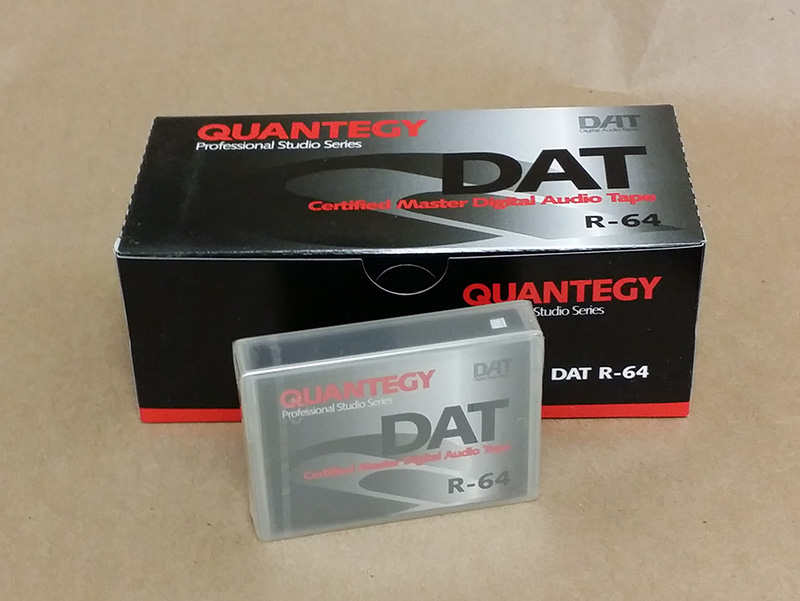 QUANTEGY
Professional Studio Series
DAT
Digital Audio Tape
DAT
Certified Master Digital Audio Tape
R-64
QUANTEGY
Studio Series
DAT R-64
QUANTEGY
Professional Studio Series
DAT
DAT
Certified Master Digital Audio Tape
R-64